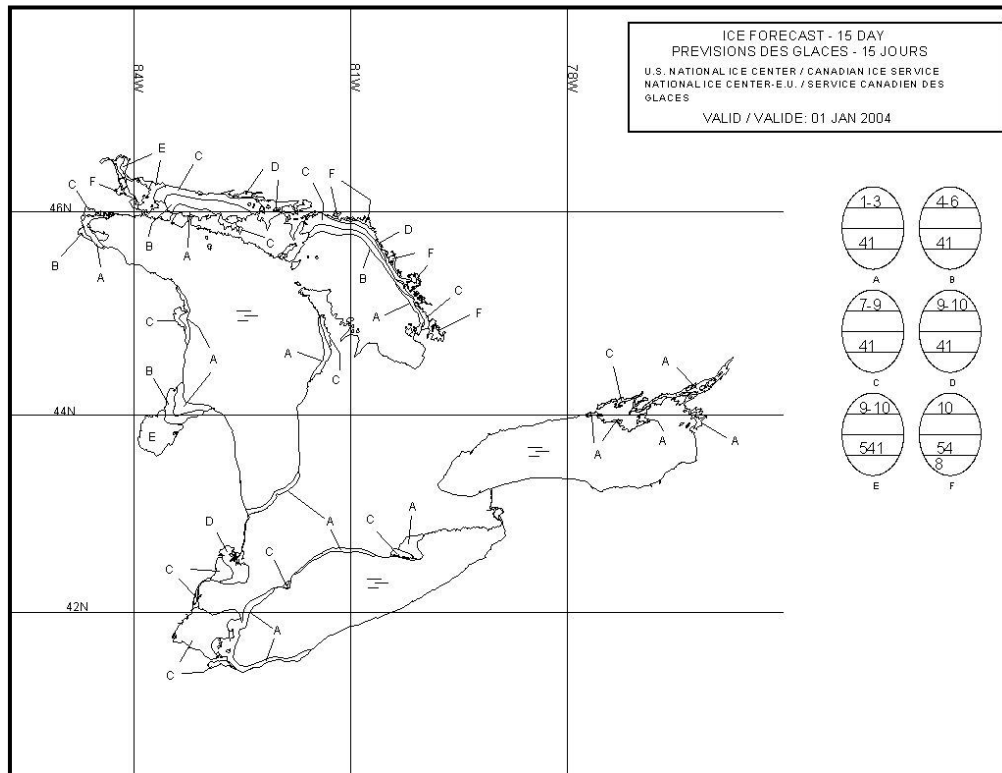 ICE FORECAST - 15 DAY
PREVISIONS DES GLACES - 15 JOURS
U.S. NATIONAL ICE CENTER / CANADIAN ICE SERVICE
NATIONAL ICE CENTER-E.U. / SERVICE CANADIEN DES
GLACES
VALID / VALIDE: 01 JAN 2004
84W 81W 78W
E C D C F
C F
46N
D
B A C
B A B F
C
A F
C
A
A C
B A C A
44N
E
A A A
A
D A C A
C C
42N
A
C
1-3 4-6
41 41
A B
7-9 9-10
41 41
C D
9-10 10
541 54
8
E F